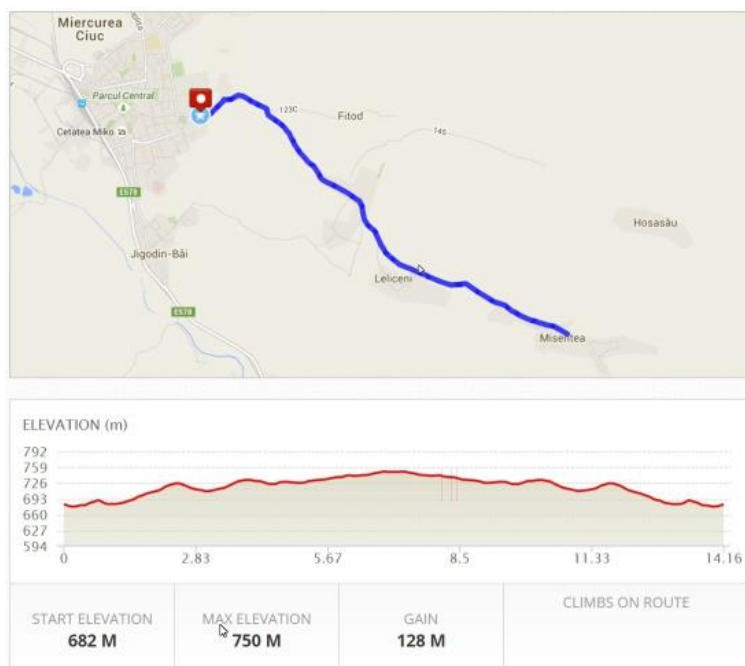 Miercurea
Ciuc
Parcul Central
Cetatea Miko
123C
Fitod
E578
Jigodin-Băi
Hosasău
Leliceni
E578
Misentea
ELEVATION (m)
792
759
726
693
660
627
594
0 2.83 5.67 8.5 11.33 14.16
START ELEVATION
682 M
MAX ELEVATION
750 M
GAIN
128 M
CLIMBS ON ROUTE